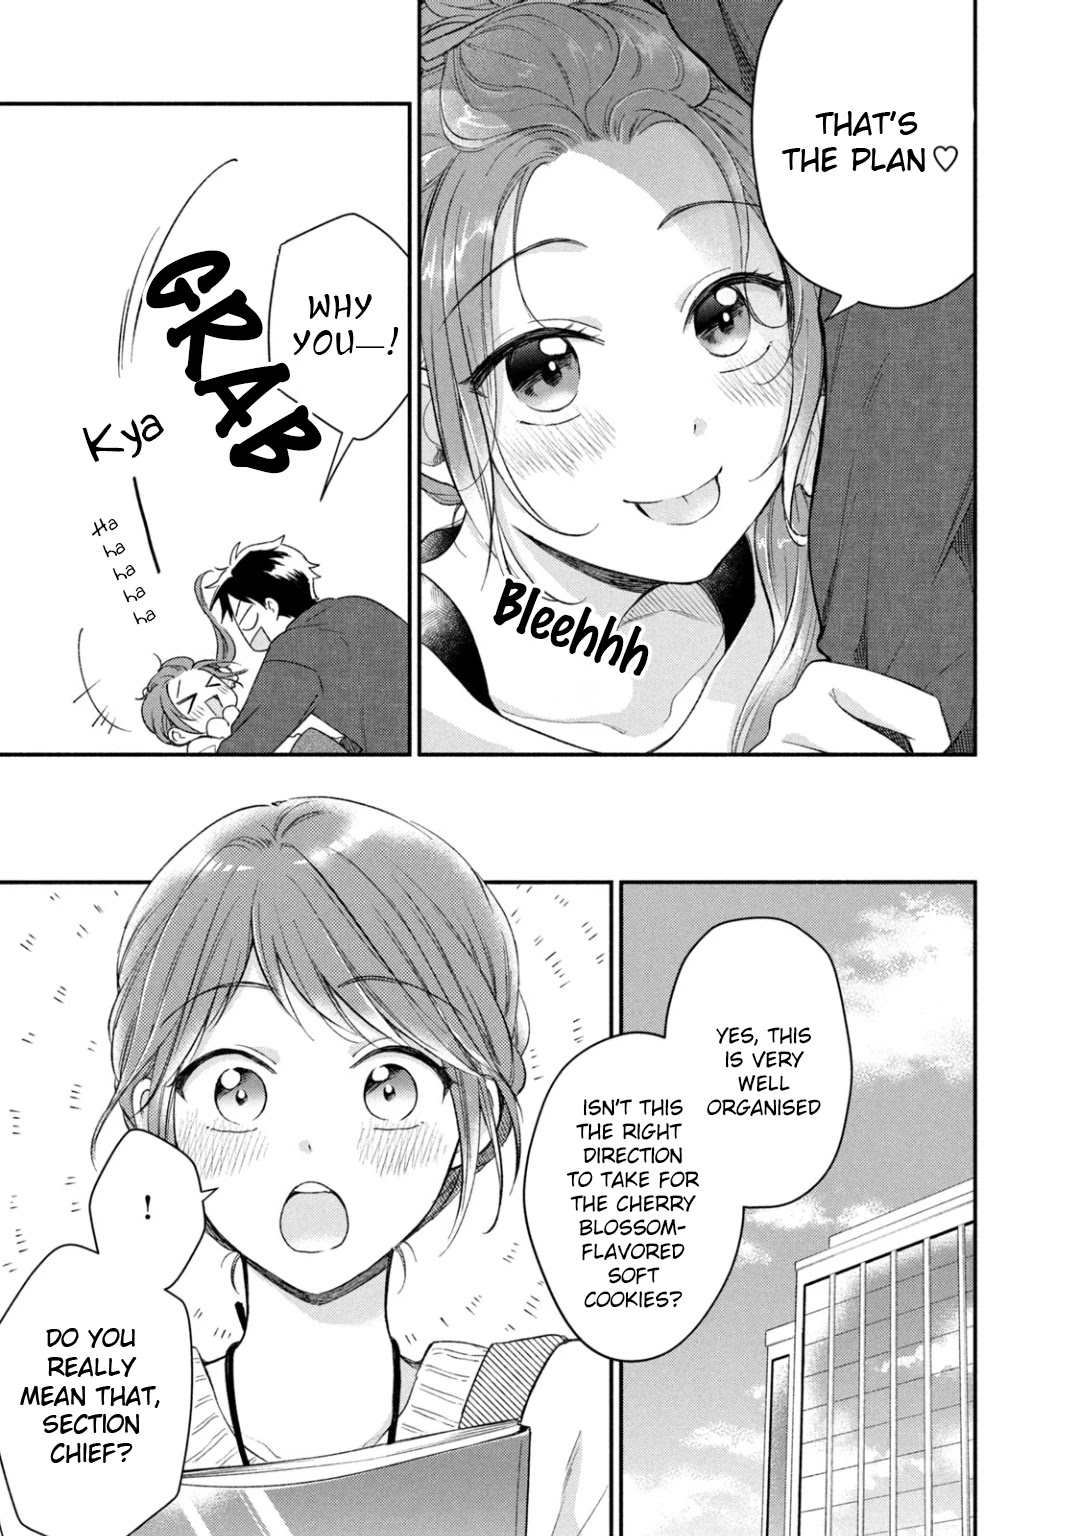 THAT'S
THE PLAN♡
Bleehhh
WHY
YOU—!
GRAB
Kya
Ha
ha
ha
ha
ha
YES, THIS
IS VERY
WELL
ORGANISED
ISN'T THIS
THE RIGHT
DIRECTION
TO TAKE FOR
THE CHERRY
BLOSSOM-
FLAVORED
SOFT
COOKIES?
!
DO YOU
REALLY
MEAN THAT,
SECTION
CHIEF?